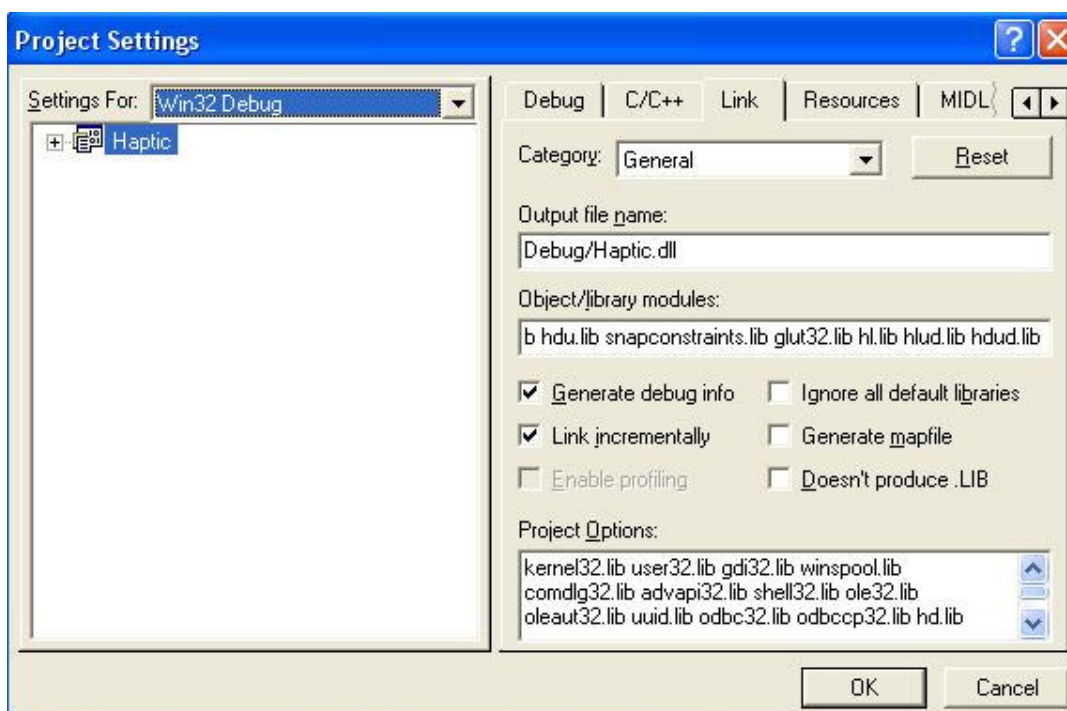 Project Settings
Settings For: Win32 Debug
Haptic
Debug C/C++ Link Resources MIDL
Category: General Reset
Output file name:
Debug/Haptic.dll
Object/library modules:
b hdu.lib snapconstraints.lib glut32.lib hl.lib hlud.lib hdud.lib
Generate debug info Ignore all default libraries
Link incrementally Generate mapfile
Enable profiling Doesn't produce .LIB
Project Options:
kernel32.lib user32.lib gdi32.lib winspool.lib
comdlg32.lib advapi32.lib shell32.lib ole32.lib
oleaut32.lib uuid.lib odbc32.lib odbccp32.lib hd.lib
OK Cancel